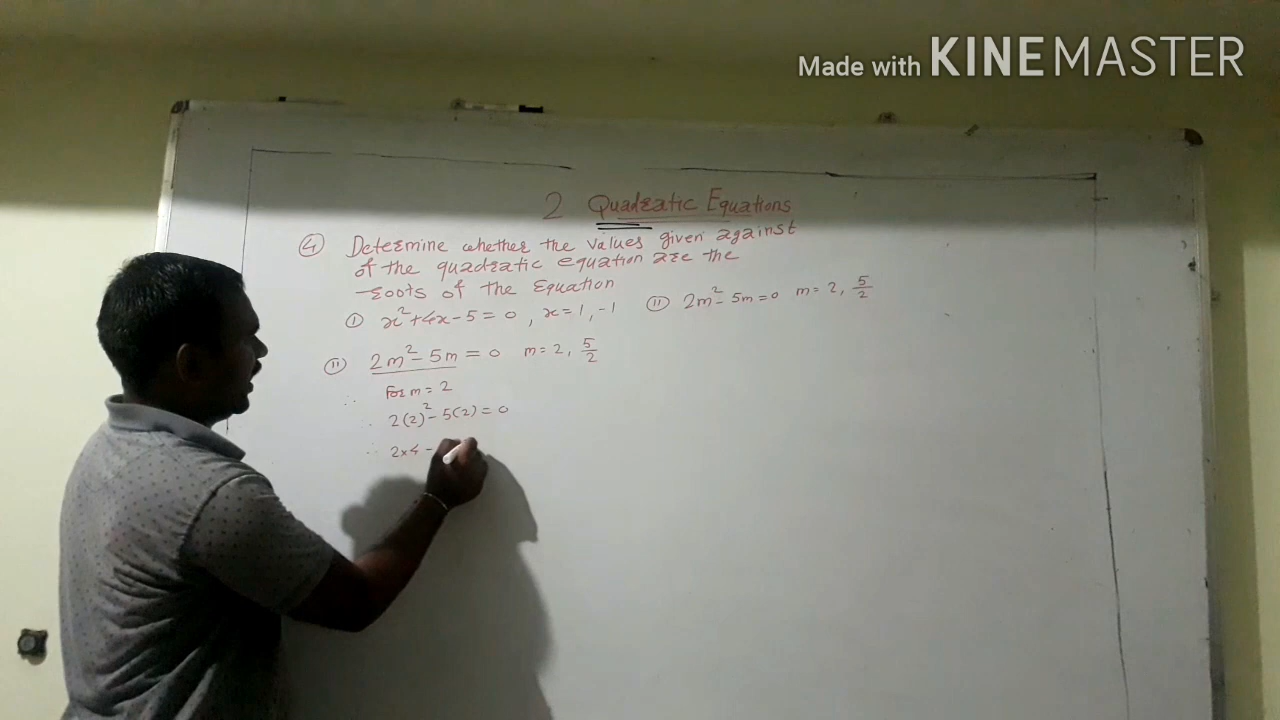 Made with KINEMASTER
2 Quadratic Equations
④ Determine whether the values given against
of the quadratic equation are the
roots of the Equation
① x²+4x-5=0, x=1,-1 ⑪ 2m²-5m=0 m=2, 5/2
⑪ 2m²-5m=0 m=2, 5/2
∴ For m=2
∴ 2(2)²-5(2)=0
∴ 2×4-